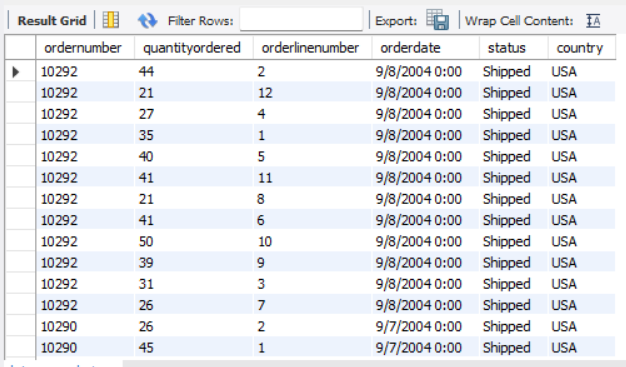 Result Grid Filter Rows: Export: Wrap Cell Content: IA
ordernumber quantityordered orderlinenumber orderdate status country
10292 44 2 9/8/2004 0:00 Shipped USA
10292 21 12 9/8/2004 0:00 Shipped USA
10292 27 4 9/8/2004 0:00 Shipped USA
10292 35 1 9/8/2004 0:00 Shipped USA
10292 40 5 9/8/2004 0:00 Shipped USA
10292 41 11 9/8/2004 0:00 Shipped USA
10292 21 8 9/8/2004 0:00 Shipped USA
10292 41 6 9/8/2004 0:00 Shipped USA
10292 50 10 9/8/2004 0:00 Shipped USA
10292 39 9 9/8/2004 0:00 Shipped USA
10292 31 3 9/8/2004 0:00 Shipped USA
10292 26 7 9/8/2004 0:00 Shipped USA
10290 26 2 9/7/2004 0:00 Shipped USA
10290 45 1 9/7/2004 0:00 Shipped USA